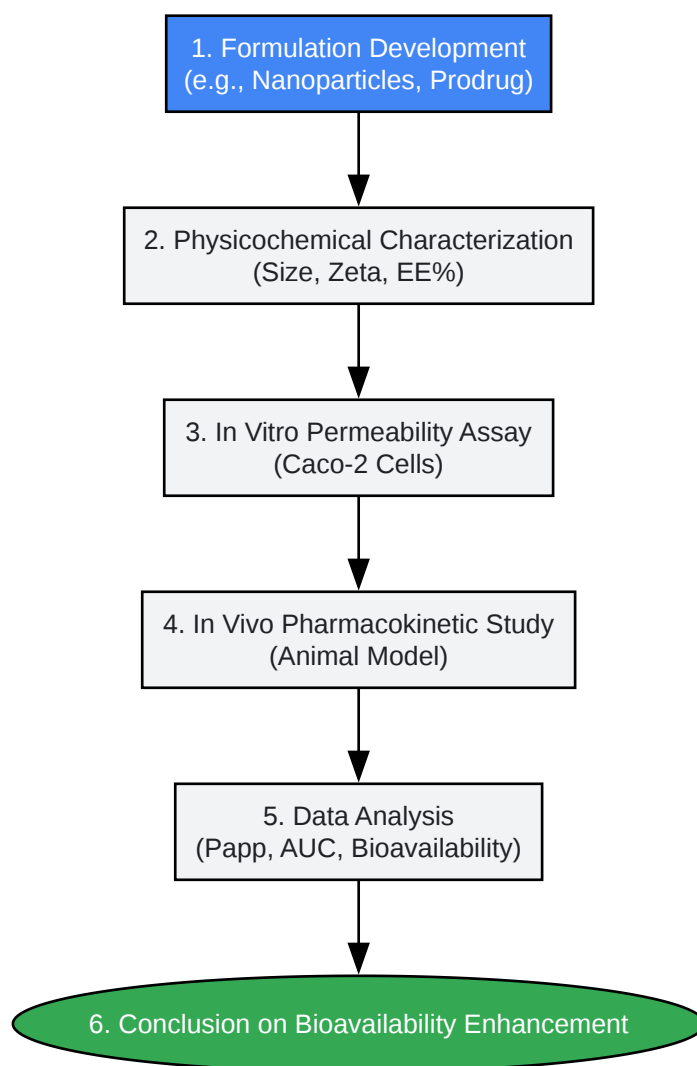 1. Formulation Development
(e.g., Nanoparticles, Prodrug)
2. Physicochemical Characterization
(Size, Zeta, EE%)
3. In Vitro Permeability Assay
(Caco-2 Cells)
4. In Vivo Pharmacokinetic Study
(Animal Model)
5. Data Analysis
(Papp, AUC, Bioavailability)
6. Conclusion on Bioavailability Enhancement